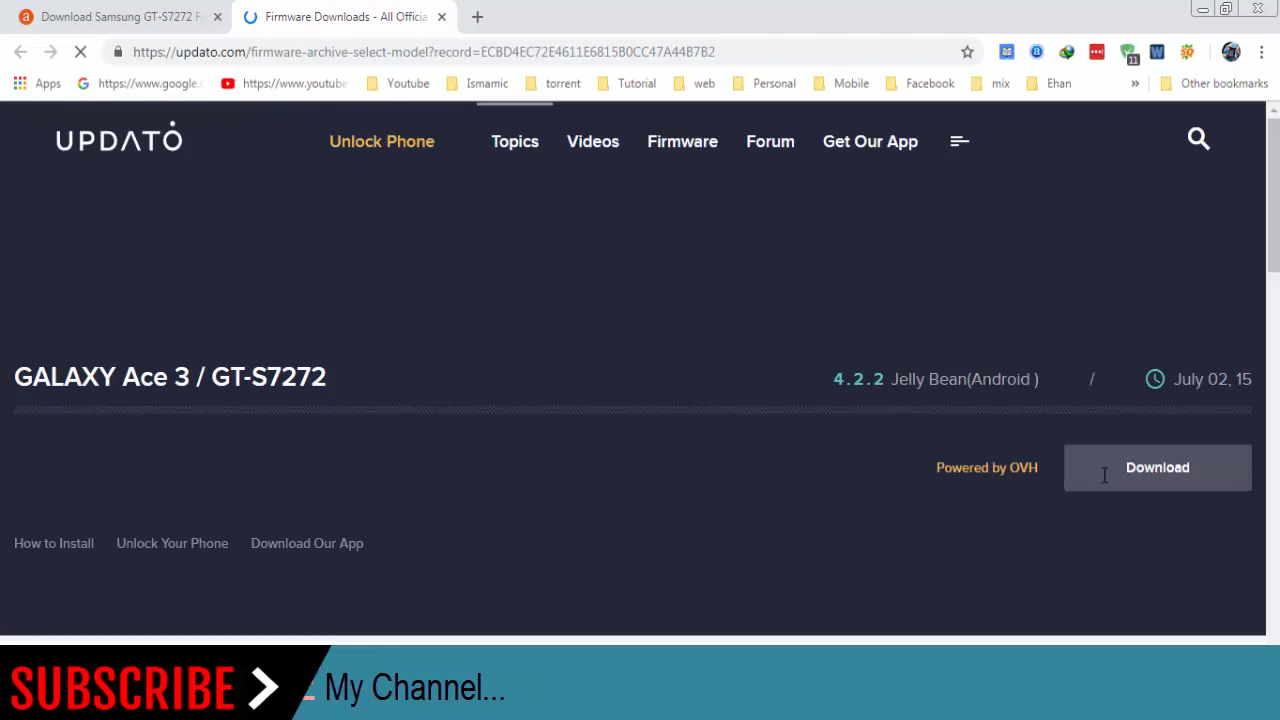 Download Samsung GT-S7272 Fi
Firmware Downloads - All Officia
https://updato.com/firmware-archive-select-model?record=ECBD4EC72E4611E6815B0CC47A44B7B2
11
Apps https://www.google.c https://www.youtube Youtube Ismamic torrent Tutorial web Personal Mobile Facebook mix Ehan » Other bookmarks
UPDATO Unlock Phone Topics Videos Firmware Forum Get Our App
GALAXY Ace 3 / GT-S7272 4.2.2 Jelly Bean(Android ) / July 02, 15
Powered by OVH Download
How to Install Unlock Your Phone Download Our App
SUBSCRIBE My Channel...